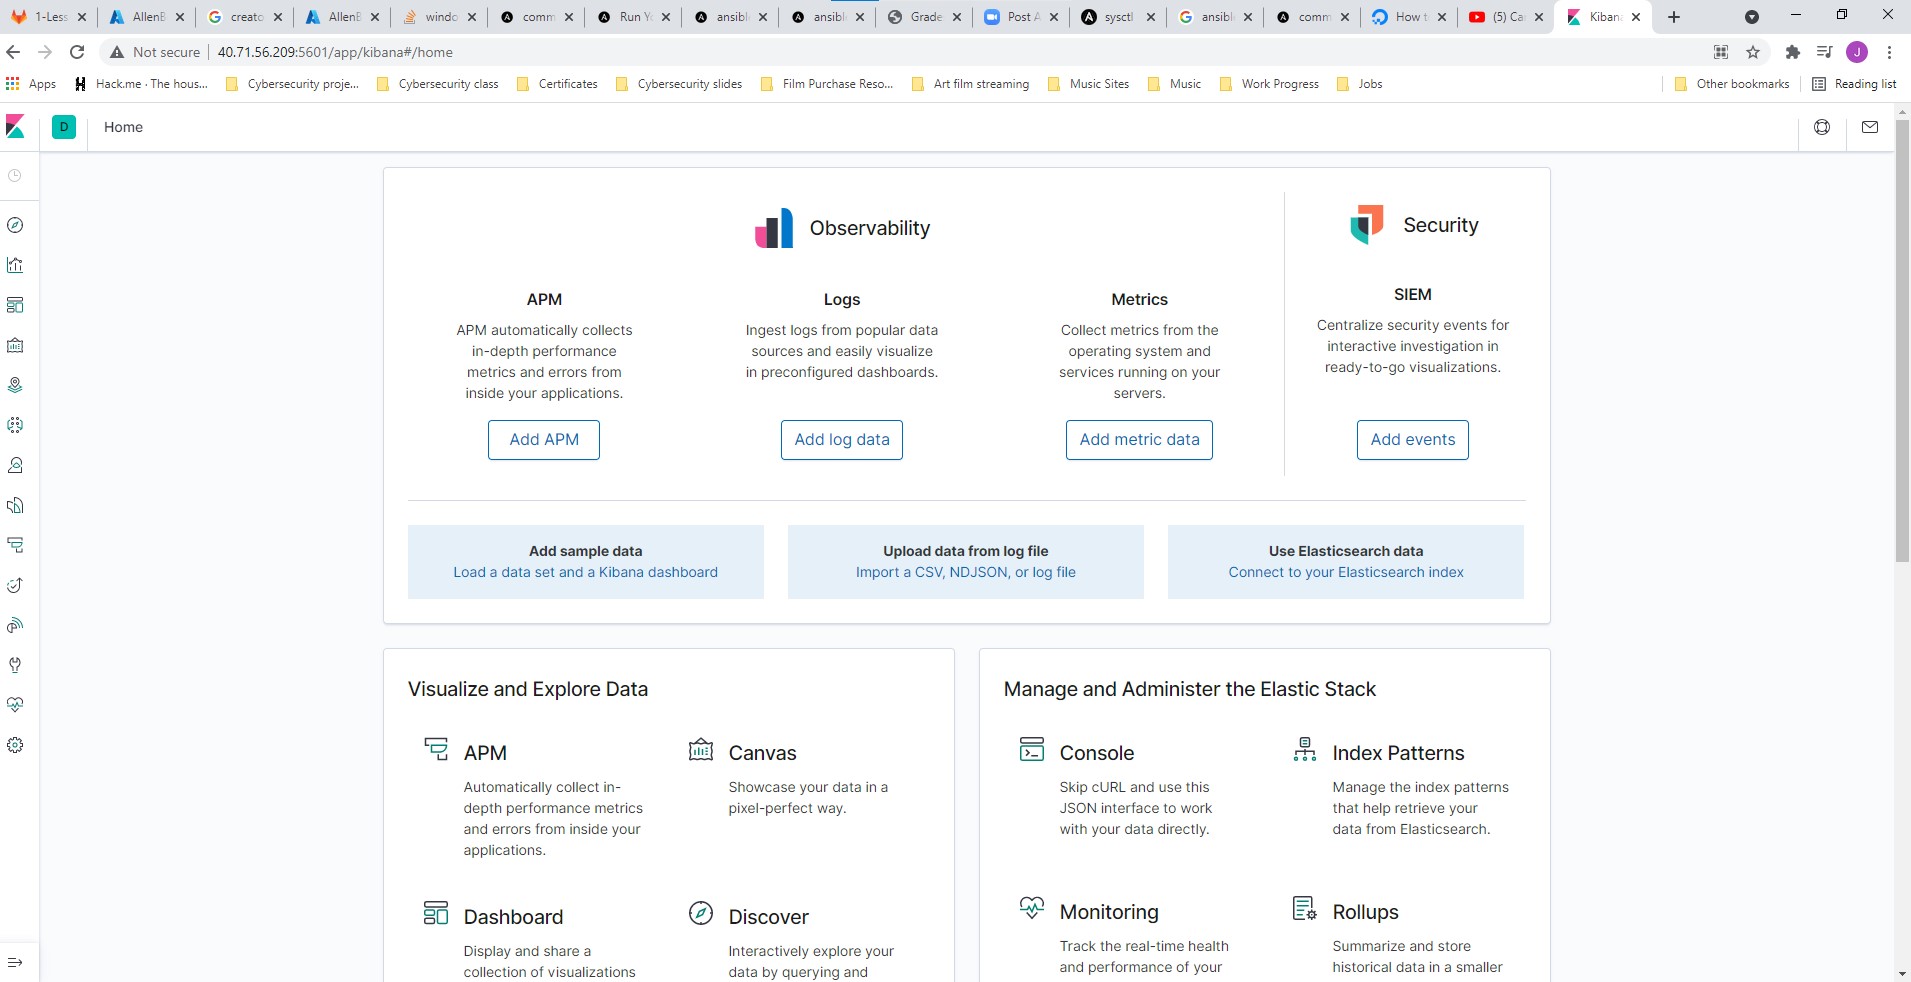 1-Less
AllenB
creato
AllenB
windo
comm
Run Yo
ansible
ansible
Grade
Post A
sysctl
ansible
comm
How to
(5) Ca
Kibana
Not secure
40.71.56.209:5601/app/kibana#/home
J
Apps
Hack.me · The hous...
Cybersecurity proje...
Cybersecurity class
Certificates
Cybersecurity slides
Film Purchase Reso...
Art film streaming
Music Sites
Music
Work Progress
Jobs
Other bookmarks
Reading list
D
Home
Observability
APM
APM automatically collects
in-depth performance
metrics and errors from
inside your applications.
Add APM
Logs
Ingest logs from popular data
sources and easily visualize
in preconfigured dashboards.
Add log data
Metrics
Collect metrics from the
operating system and
services running on your
servers.
Add metric data
Security
SIEM
Centralize security events for
interactive investigation in
ready-to-go visualizations.
Add events
Add sample data
Load a data set and a Kibana dashboard
Upload data from log file
Import a CSV, NDJSON, or log file
Use Elasticsearch data
Connect to your Elasticsearch index
Visualize and Explore Data
APM
Automatically collect in-
depth performance metrics
and errors from inside your
applications.
Canvas
Showcase your data in a
pixel-perfect way.
Dashboard
Display and share a
collection of visualizations
Discover
Interactively explore your
data by querying and
Manage and Administer the Elastic Stack
Console
Skip cURL and use this
JSON interface to work
with your data directly.
Index Patterns
Manage the index patterns
that help retrieve your
data from Elasticsearch.
Monitoring
Track the real-time health
and performance of your
Rollups
Summarize and store
historical data in a smaller